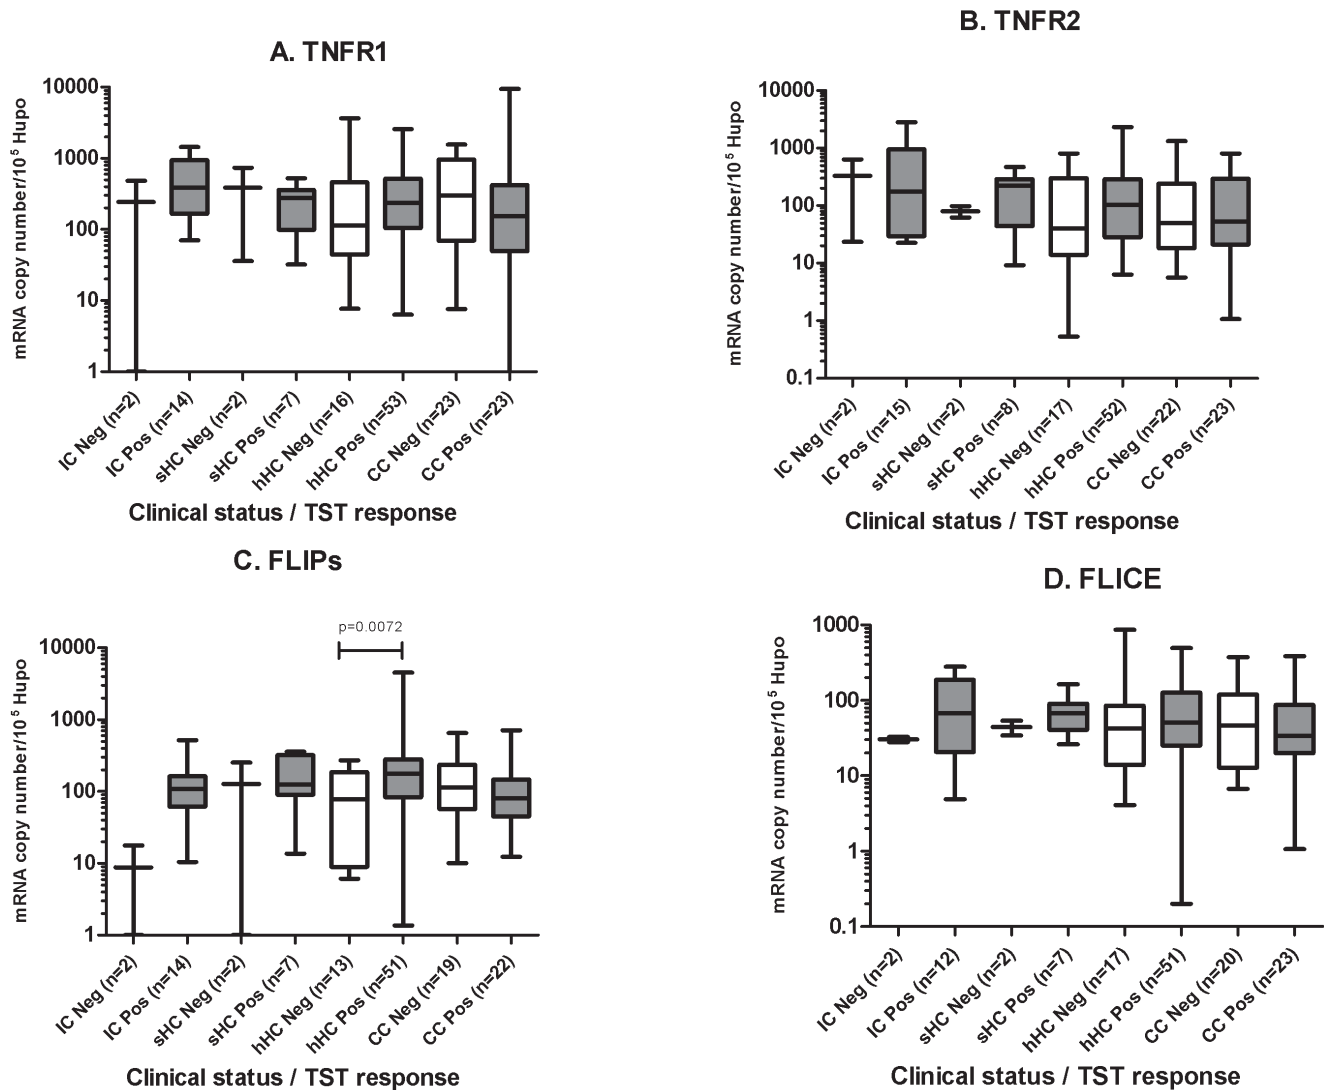 A. TNFR1
mRNA copy number/10⁵ Hupo
10000
1000
100
10
1
IC Neg (n=2)
IC Pos (n=14)
sHC Neg (n=2)
sHC Pos (n=7)
hHC Neg (n=16)
hHC Pos (n=53)
CC Neg (n=23)
CC Pos (n=23)
Clinical status / TST response
B. TNFR2
mRNA copy number/10⁵ Hupo
10000
1000
100
10
1
0.1
IC Neg (n=2)
IC Pos (n=15)
sHC Neg (n=2)
sHC Pos (n=8)
hHC Neg (n=17)
hHC Pos (n=52)
CC Neg (n=22)
CC Pos (n=23)
Clinical status / TST response
C. FLIPs
mRNA copy number/10⁵ Hupo
10000
1000
100
10
1
p=0.0072
IC Neg (n=2)
IC Pos (n=14)
sHC Neg (n=2)
sHC Pos (n=7)
hHC Neg (n=13)
hHC Pos (n=51)
CC Neg (n=19)
CC Pos (n=22)
Clinical status / TST response
D. FLICE
mRNA copy number/10⁵ Hupo
1000
100
10
1
0.1
IC Neg (n=2)
IC Pos (n=12)
sHC Neg (n=2)
sHC Pos (n=7)
hHC Neg (n=17)
hHC Pos (n=51)
CC Neg (n=20)
CC Pos (n=23)
Clinical status / TST response